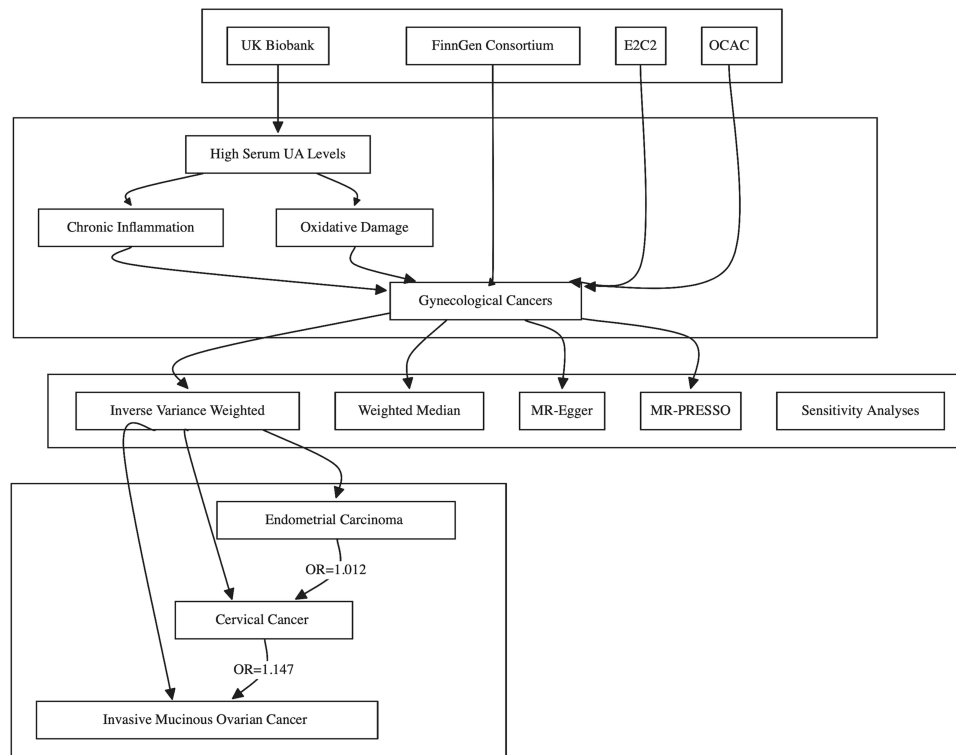 UK Biobank
FinnGen Consortium
E2C2
OCAC
High Serum UA Levels
Chronic Inflammation
Oxidative Damage
Gynecological Cancers
Inverse Variance Weighted
Weighted Median
MR-Egger
MR-PRESSO
Sensitivity Analyses
Endometrial Carcinoma
OR=1.012
Cervical Cancer
OR=1.147
Invasive Mucinous Ovarian Cancer